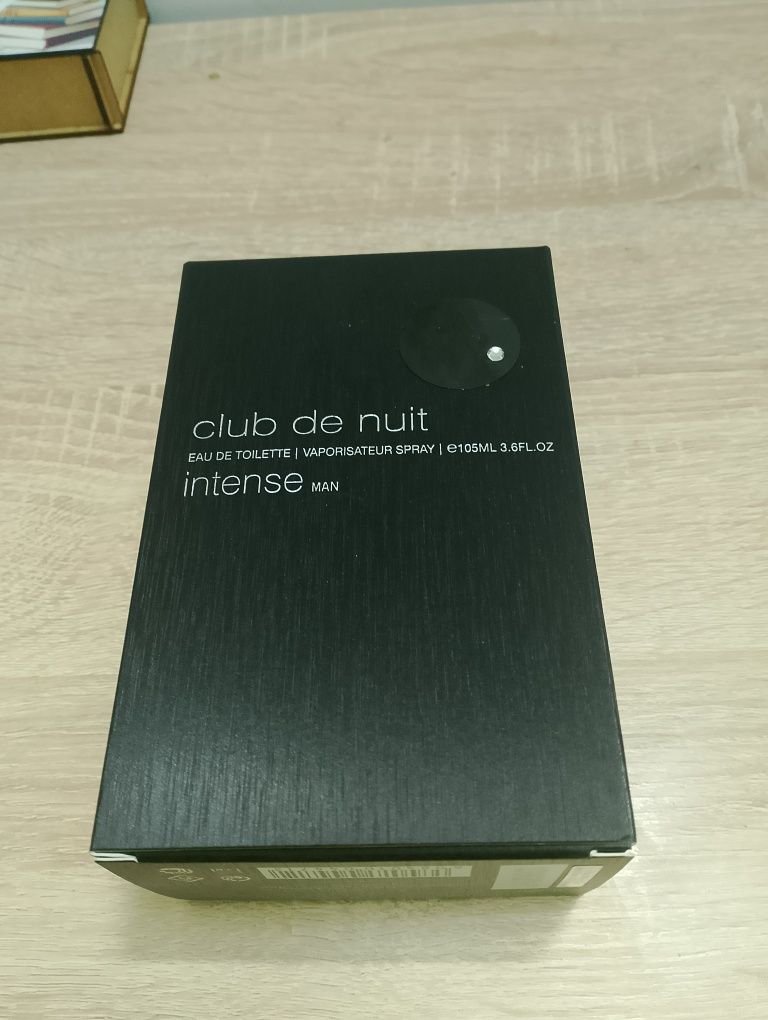 club de nuit
EAU DE TOILETTE | VAPORISATEUR SPRAY | ℮105ML 3.6FL.OZ
intense MAN